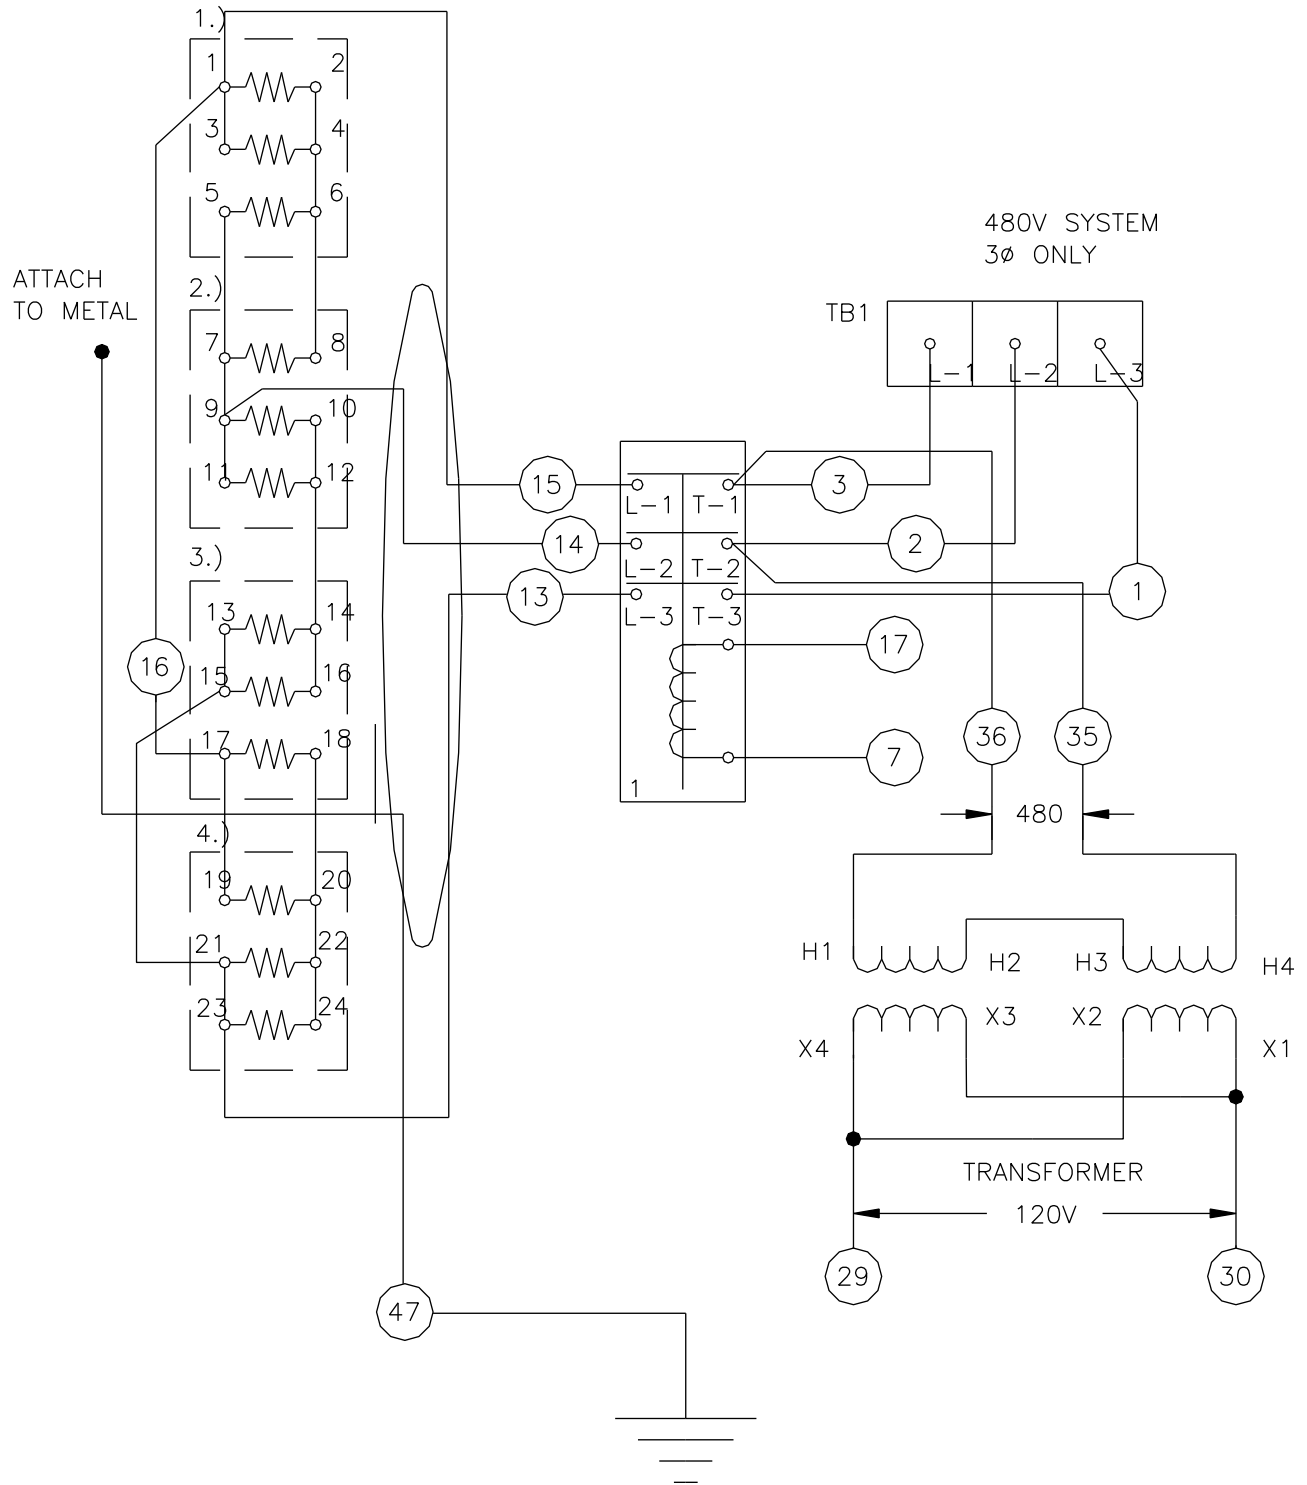 1.)
1 2
3 4
5 6
480V SYSTEM
3ø ONLY
ATTACH
TO METAL
2.)
TB1
7 8
L-1 L-2 L-3
9 10
11 12
15 3
L-1 T-1
14 2
3.)
L-2 T-2
13 1
13 14
L-3 T-3
17
16
15 16
17 18
36 35
7
1
480
4.)
19 20
21 22
H1 H2 H3 H4
23 24
X3 X2
X4 X1
TRANSFORMER
120V
29 30
47